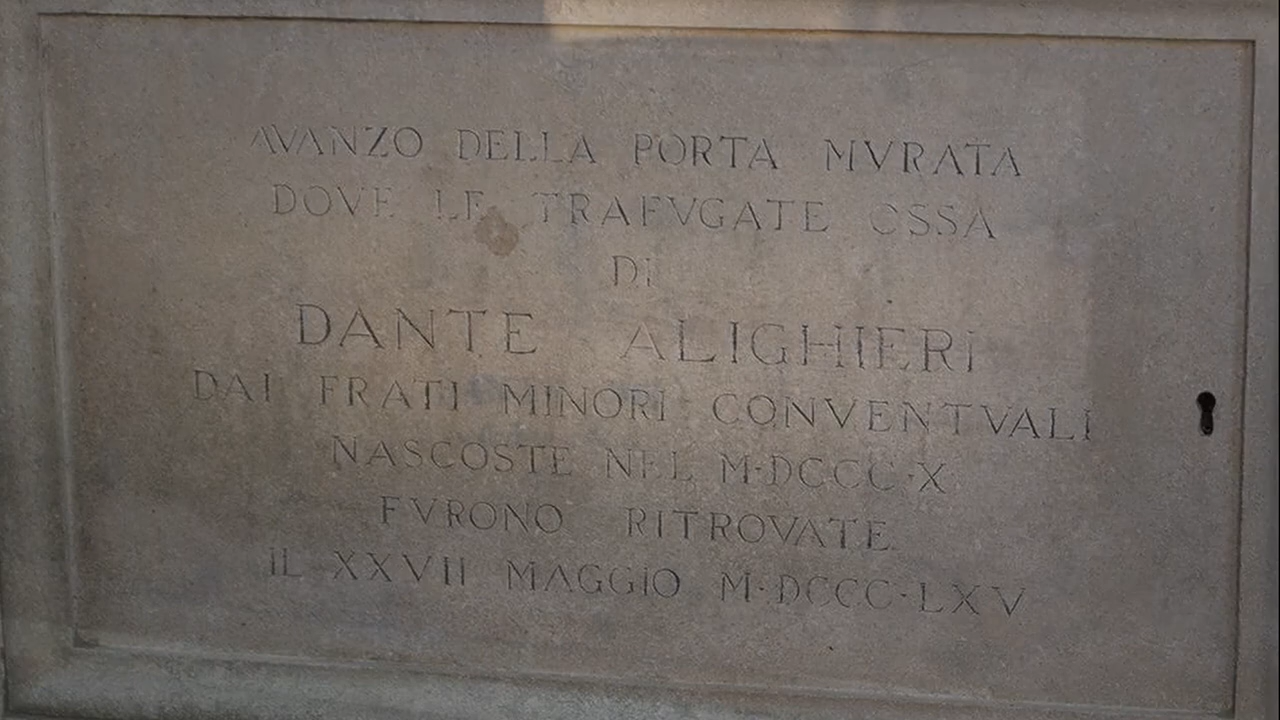 AVANZO DELLA PORTA MVRATA
DOVE LE TRAFVGATE OSSA
DI
DANTE ALIGHIERI
DAI FRATI MINORI CONVENTVALI
NASCOSTE NEL M·DCCC·X
FVRONO RITROVATE
IL XXVII MAGGIO M·DCCC·LXV